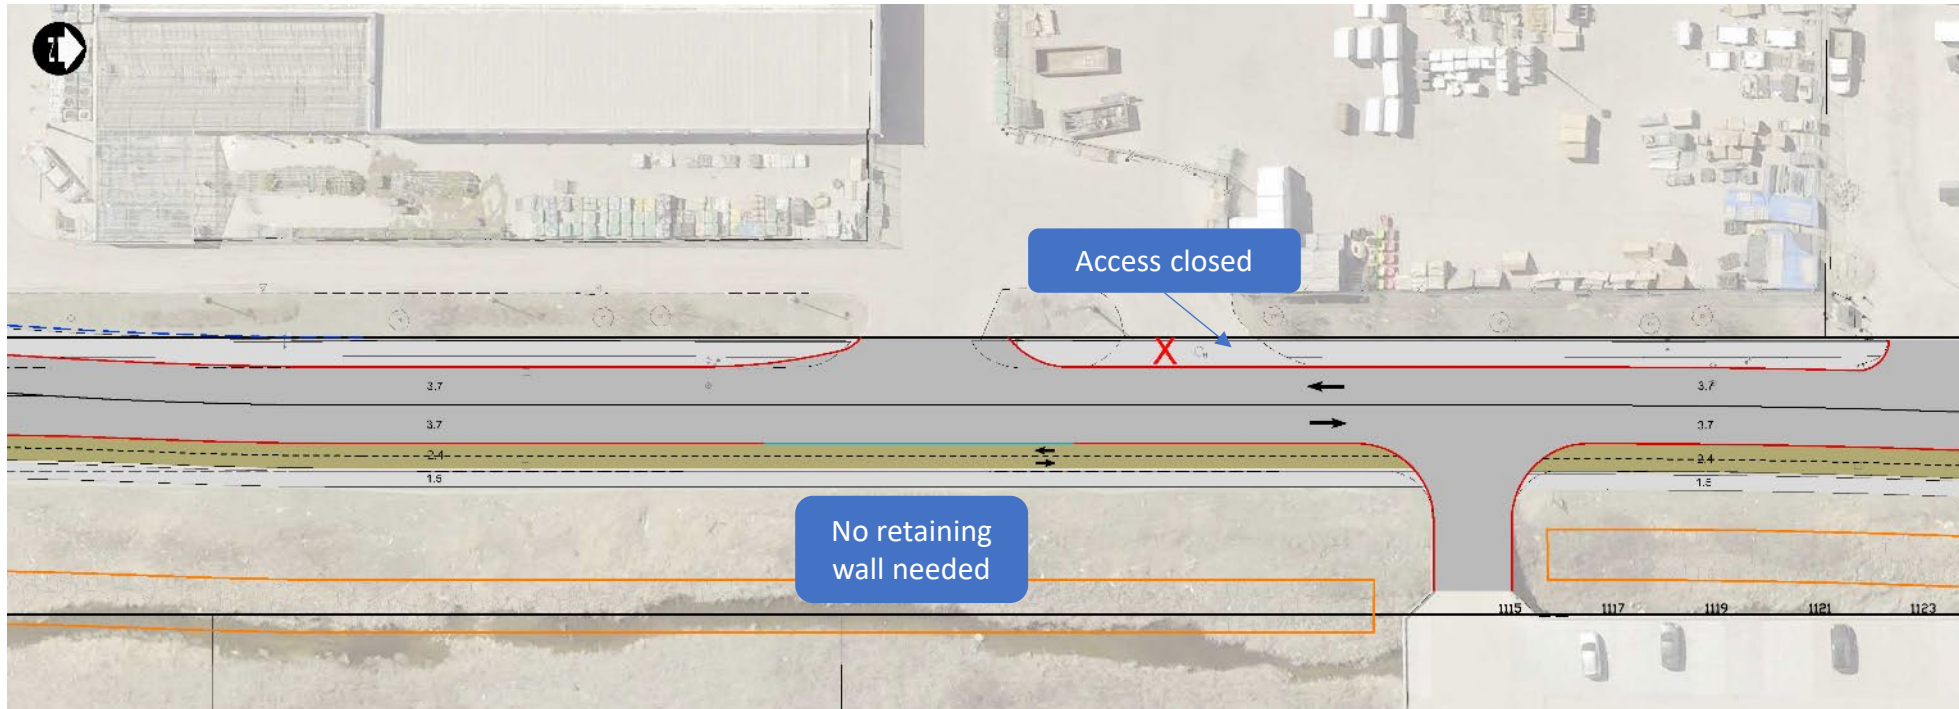 Access closed
X
3.7
3.7
3.7
3.7
2.4
2.4
1.5
1.5
No retaining
wall needed
1115 1117 1119 1121 1123